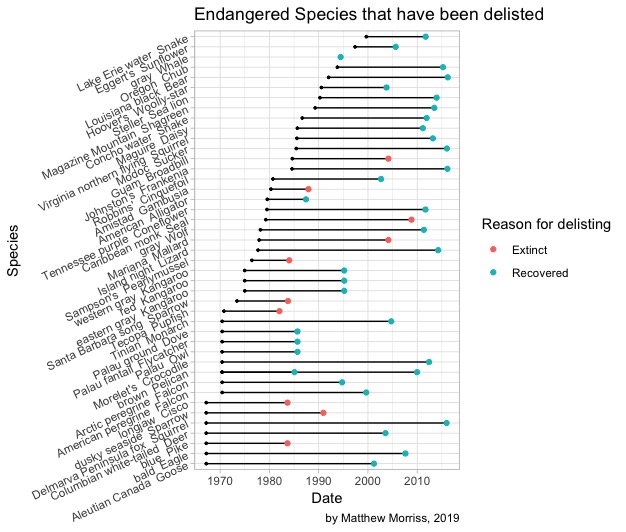 Endangered Species that have been delisted
Species
Lake Erie water Snake
Eggert's Sunflower
gray Whale
Oregon Chub
Louisiana black Bear
Hoover's Woolly-star
Steller Sea lion
Magazine Mountain Shagreen
Concho water Snake
Maguire Daisy
Virginia northern flying Squirrel
Modoc Sucker
Guam Broadbill
Johnston's Frankenia
Robbins' Cinquefoil
Amistad Gambusia
American Alligator
Tennessee purple Coneflower
Caribbean monk Seal
gray Wolf
Mariana Mallard
Island night Lizard
Sampson's Pearlymussel
western gray Kangaroo
red Kangaroo
eastern gray Kangaroo
Santa Barbara song Sparrow
Tecopa Pupfish
Tinian Monarch
Palau ground Dove
Palau fantail Flycatcher
Palau Owl
Morelet's Crocodile
brown Pelican
Arctic peregrine Falcon
American peregrine Falcon
longjaw Cisco
dusky seaside Sparrow
Delmarva Peninsula fox Squirrel
Columbian white-tailed Deer
blue Pike
bald Eagle
Aleutian Canada Goose
1970 1980 1990 2000 2010
Date
Reason for delisting
Extinct
Recovered
by Matthew Morriss, 2019